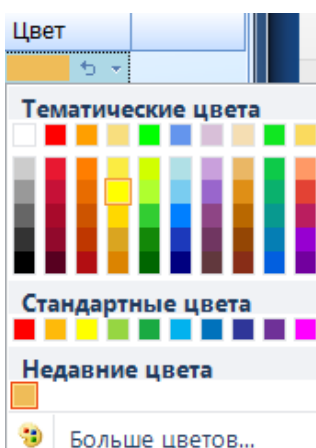 Цвет
Тематические цвета
Стандартные цвета
Недавние цвета
Больше цветов...